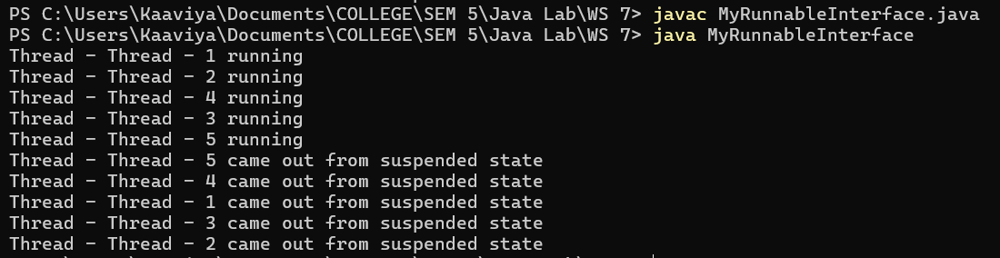 PS C:\Users\Kaaviya\Documents\COLLEGE\SEM 5\Java Lab\WS 7> javac MyRunnableInterface.java
PS C:\Users\Kaaviya\Documents\COLLEGE\SEM 5\Java Lab\WS 7> java MyRunnableInterface
Thread - Thread - 1 running
Thread - Thread - 2 running
Thread - Thread - 4 running
Thread - Thread - 3 running
Thread - Thread - 5 running
Thread - Thread - 5 came out from suspended state
Thread - Thread - 4 came out from suspended state
Thread - Thread - 1 came out from suspended state
Thread - Thread - 3 came out from suspended state
Thread - Thread - 2 came out from suspended state